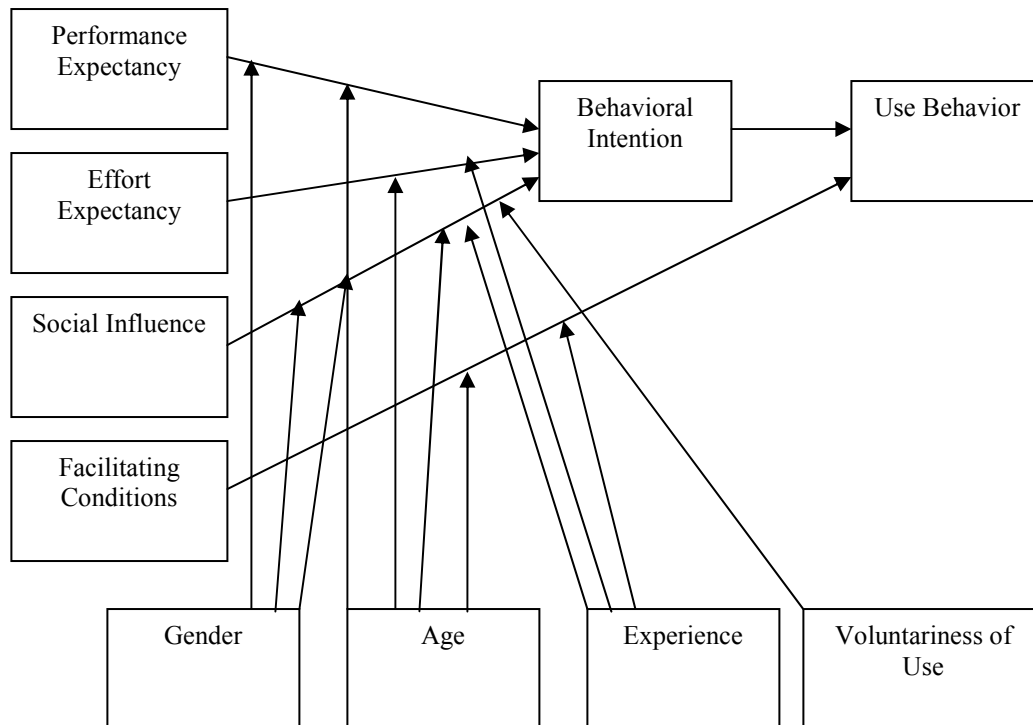 Performance
Expectancy
Behavioral
Intention
Use Behavior
Effort
Expectancy
Social Influence
Facilitating
Conditions
Gender
Age
Experience
Voluntariness of
Use